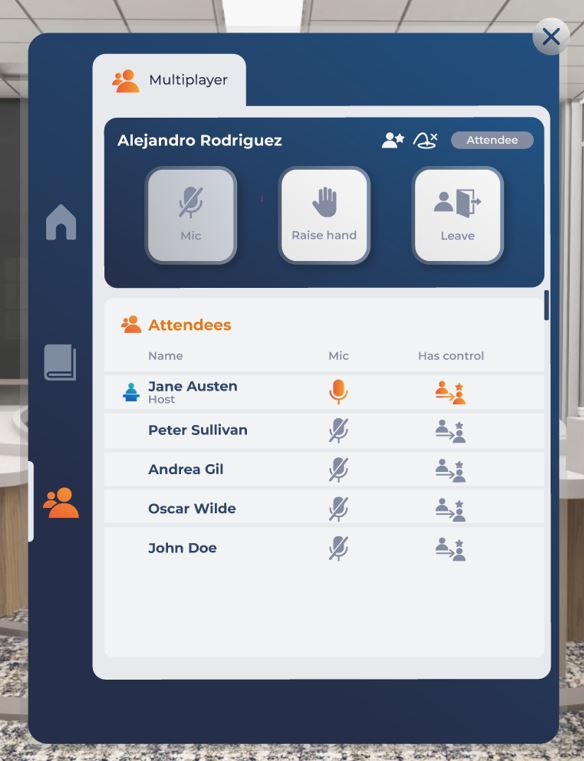 Multiplayer
Alejandro Rodriguez
Attendee
Mic
Raise hand
Leave
Attendees
Name Mic Has control
Jane Austen
Host
Peter Sullivan
Andrea Gil
Oscar Wilde
John Doe